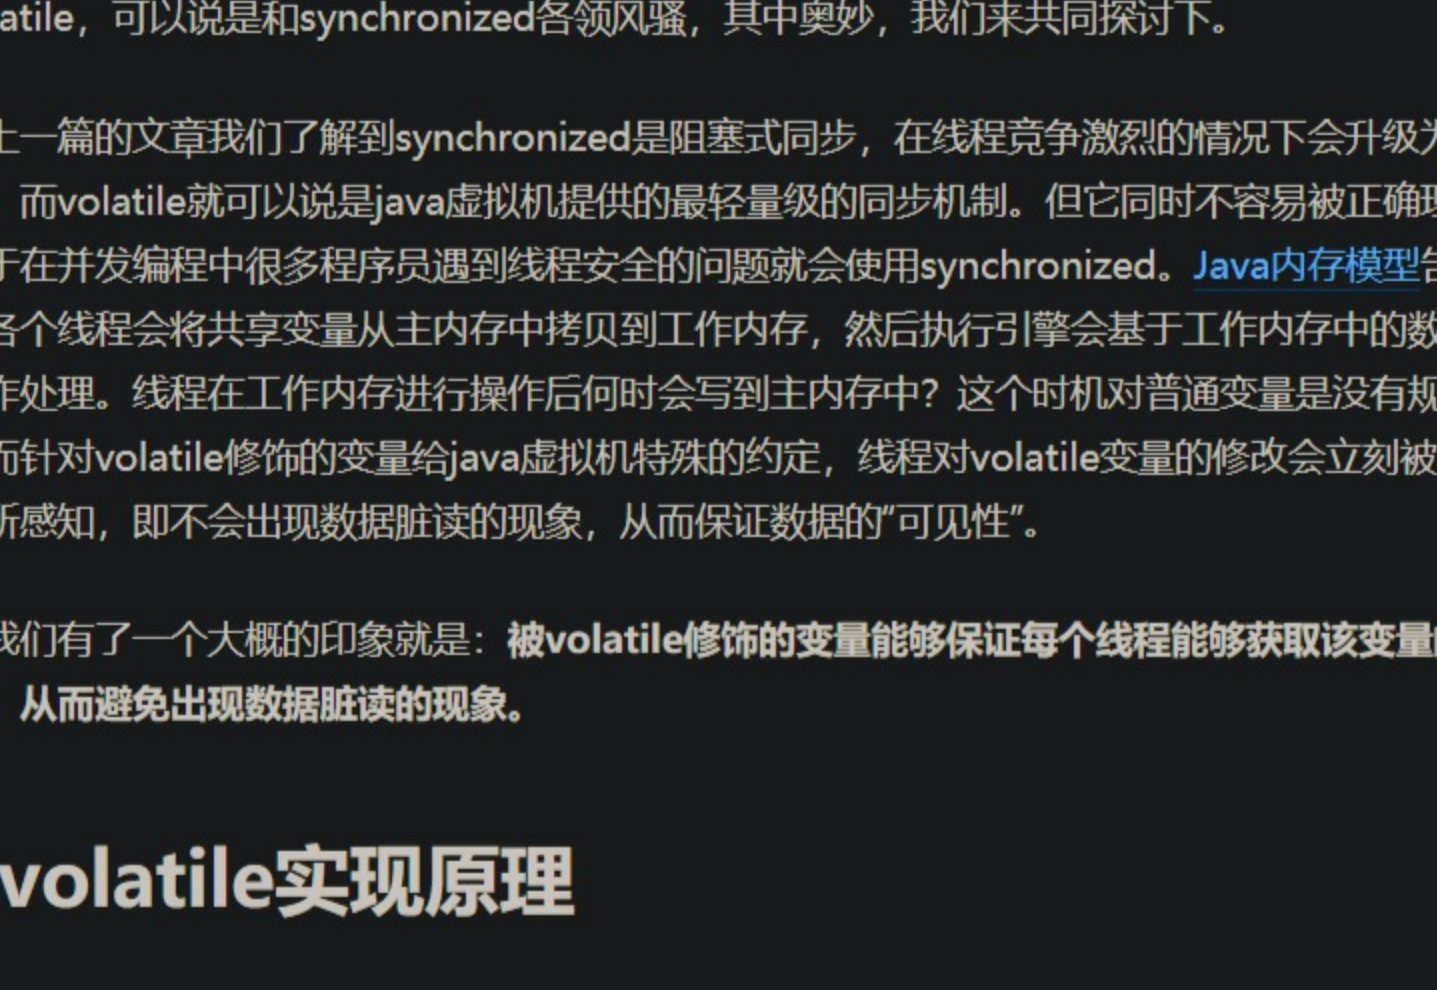 atile，可以说是和synchronized各领风骚，其中奥妙，我们来共同探讨下。
上一篇的文章我们了解到synchronized是阻塞式同步，在线程竞争激烈的情况下会升级为
而volatile就可以说是java虚拟机提供的最轻量级的同步机制。但它同时不容易被正确理
于在并发编程中很多程序员遇到线程安全的问题就会使用synchronized。Java内存模型告
各个线程会将共享变量从主内存中拷贝到工作内存，然后执行引擎会基于工作内存中的数
作处理。线程在工作内存进行操作后何时会写到主内存中？这个时机对普通变量是没有规
而针对volatile修饰的变量给java虚拟机特殊的约定，线程对volatile变量的修改会立刻被
所感知，即不会出现数据脏读的现象，从而保证数据的“可见性”。
我们有了一个大概的印象就是：被volatile修饰的变量能够保证每个线程能够获取该变量
从而避免出现数据脏读的现象。
volatile实现原理